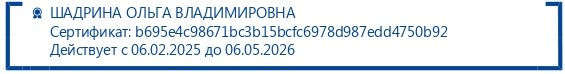 ШАДРИНА ОЛЬГА ВЛАДИМИРОВНА
Сертификат: b695e4c98671bc3b15bcfc6978d987edd4750b92
Действует с 06.02.2025 до 06.05.2026